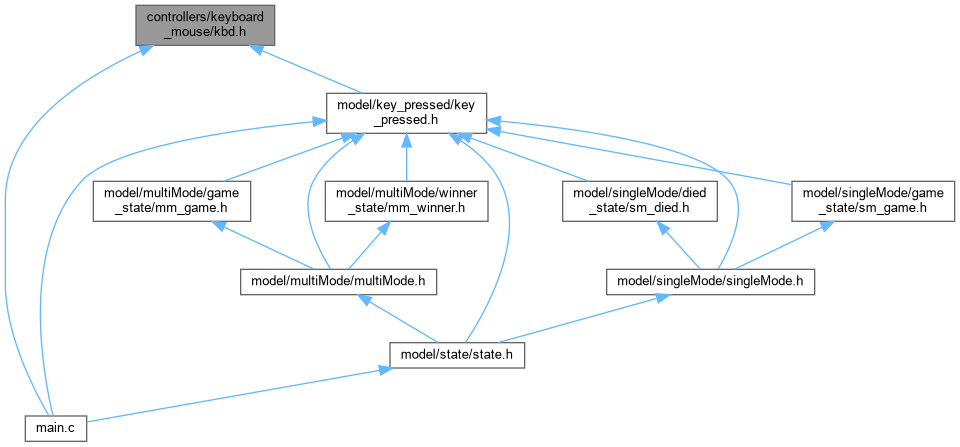 controllers/keyboard
_mouse/kbd.h
model/key_pressed/key
_pressed.h
model/multiMode/game
_state/mm_game.h
model/multiMode/winner
_state/mm_winner.h
model/singleMode/died
_state/sm_died.h
model/singleMode/game
_state/sm_game.h
model/multiMode/multiMode.h
model/singleMode/singleMode.h
model/state/state.h
main.c